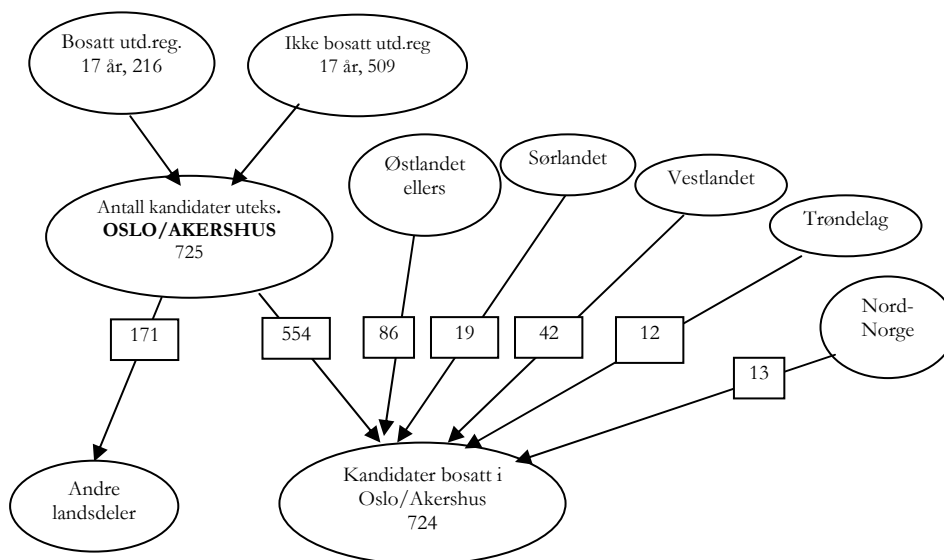 Bosatt utd.reg.
17 år, 216
Ikke bosatt utd.reg
17 år, 509
Østlandet
ellers
Sørlandet
Vestlandet
Trøndelag
Nord-
Norge
Antall kandidater uteks.
OSLO/AKERSHUS
725
171
554
86
19
42
12
13
Andre
landsdeler
Kandidater bosatt i
Oslo/Akershus
724